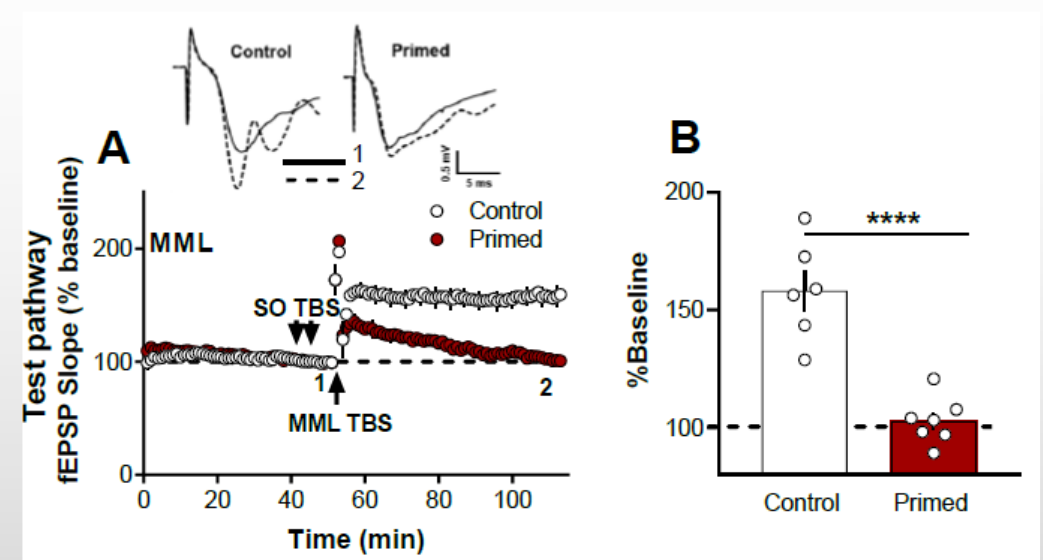 Control
Primed
A
1
2
0.5 mV
5 ms
B
Test pathway
fEPSP Slope (% baseline)
200
100
0
MML
Control
Primed
SO TBS
1
2
MML TBS
0
20
40
60
80
100
Time (min)
%Baseline
200
150
100
****
Control
Primed